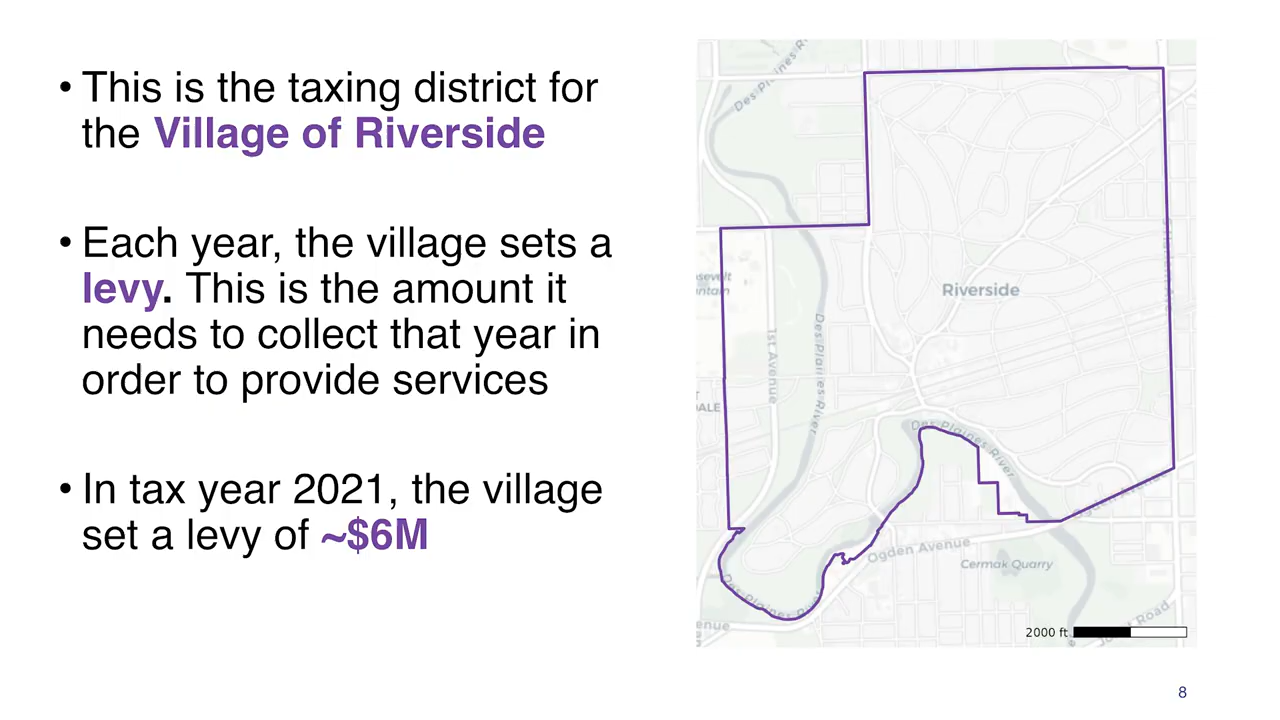 • This is the taxing district for
the Village of Riverside
• Each year, the village sets a
levy. This is the amount it
needs to collect that year in
order to provide services
• In tax year 2021, the village
set a levy of ~$6M
Des Plaines R
Riverside
1st Avenue
Des Plaines River
Des Plaines River
Ogden Avenue
Cermak Quarry
Des Plaines River
2000 ft
Road
8